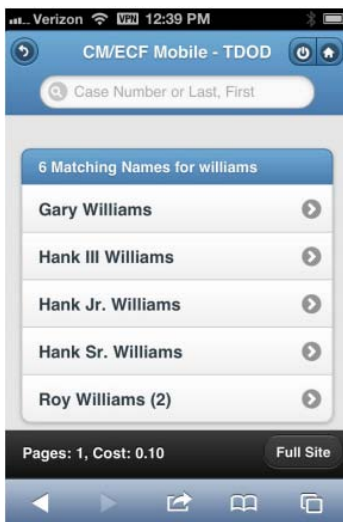 Verizon VPN 12:39 PM
CM/ECF Mobile - TDOD
Case Number or Last, First
6 Matching Names for williams
Gary Williams
Hank III Williams
Hank Jr. Williams
Hank Sr. Williams
Roy Williams (2)
Pages: 1, Cost: 0.10 Full Site